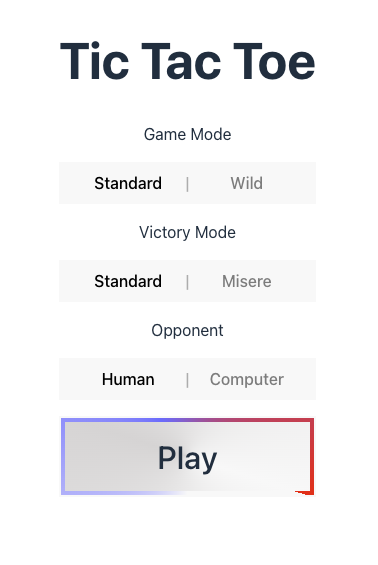 Tic Tac Toe
Game Mode
Standard | Wild
Victory Mode
Standard | Misere
Opponent
Human | Computer
Play